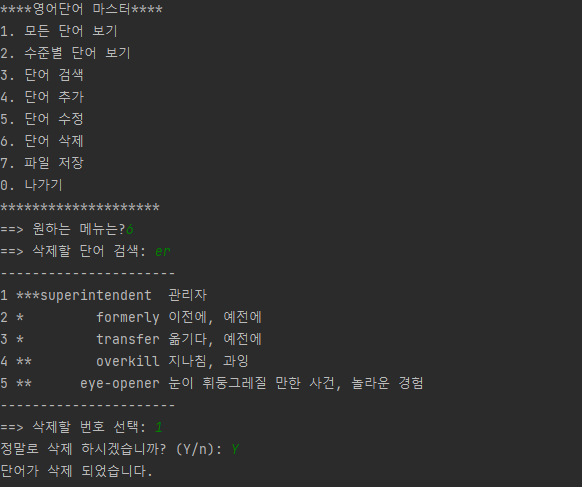 ****영어단어 마스터****
1. 모든 단어 보기
2. 수준별 단어 보기
3. 단어 검색
4. 단어 추가
5. 단어 수정
6. 단어 삭제
7. 파일 저장
0. 나가기
********************
==> 원하는 메뉴는?6
==> 삭제할 단어 검색: er
----------------------
1 ***superintendent  관리자
2 *         formerly 이전에, 예전에
3 *         transfer 옮기다, 예전에
4 **        overkill 지나침, 과잉
5 **      eye-opener 눈이 휘둥그레질 만한 사건, 놀라운 경험
----------------------
==> 삭제할 번호 선택: 1
정말로 삭제 하시겠습니까? (Y/n): Y
단어가 삭제 되었습니다.